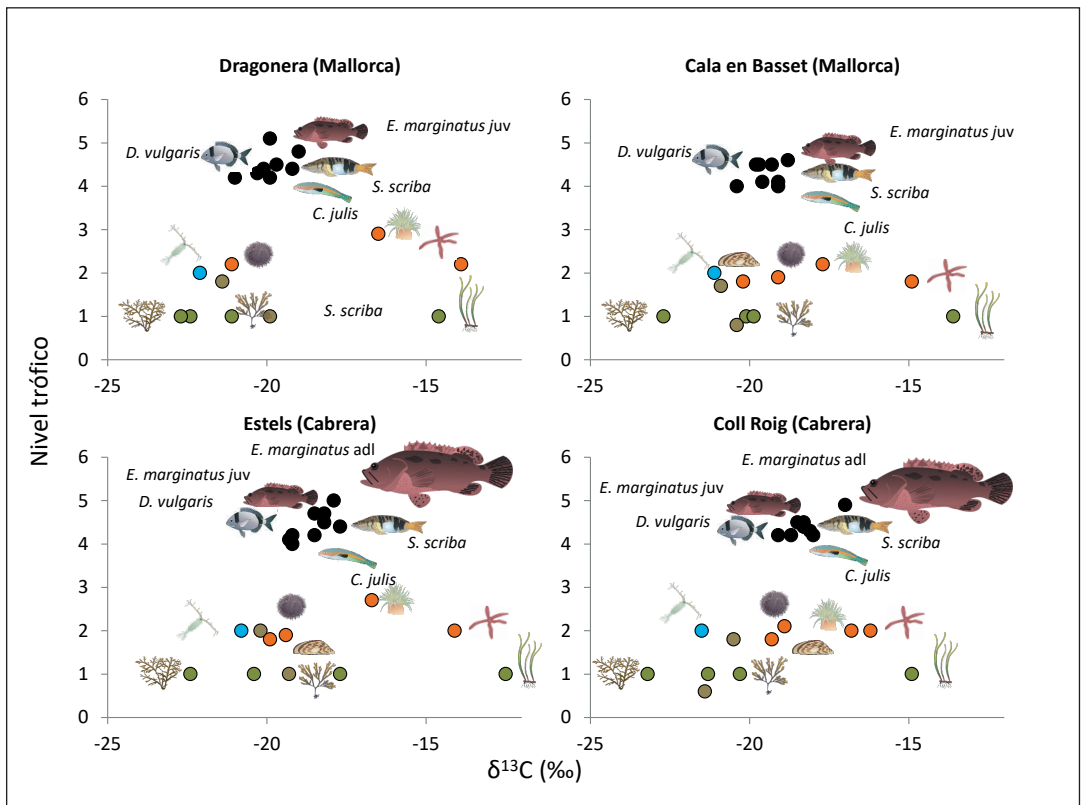 Dragonera (Mallorca)
6
5
4
3
2
1
0
-25
-20
-15
D. vulgaris
E. marginatus juv
S. scriba
C. julis
S. scriba
Cala en Basset (Mallorca)
6
5
4
3
2
1
0
-25
-20
-15
D. vulgaris
E. marginatus juv
S. scriba
C. julis
Nivel trófico
Estels (Cabrera)
6
5
4
3
2
1
0
-25
-20
-15
E. marginatus adl
E. marginatus juv
D. vulgaris
S. scriba
C. julis
Coll Roig (Cabrera)
6
5
4
3
2
1
0
-25
-20
-15
E. marginatus adl
E. marginatus juv
D. vulgaris
S. scriba
C. julis
δ¹³C (‰)